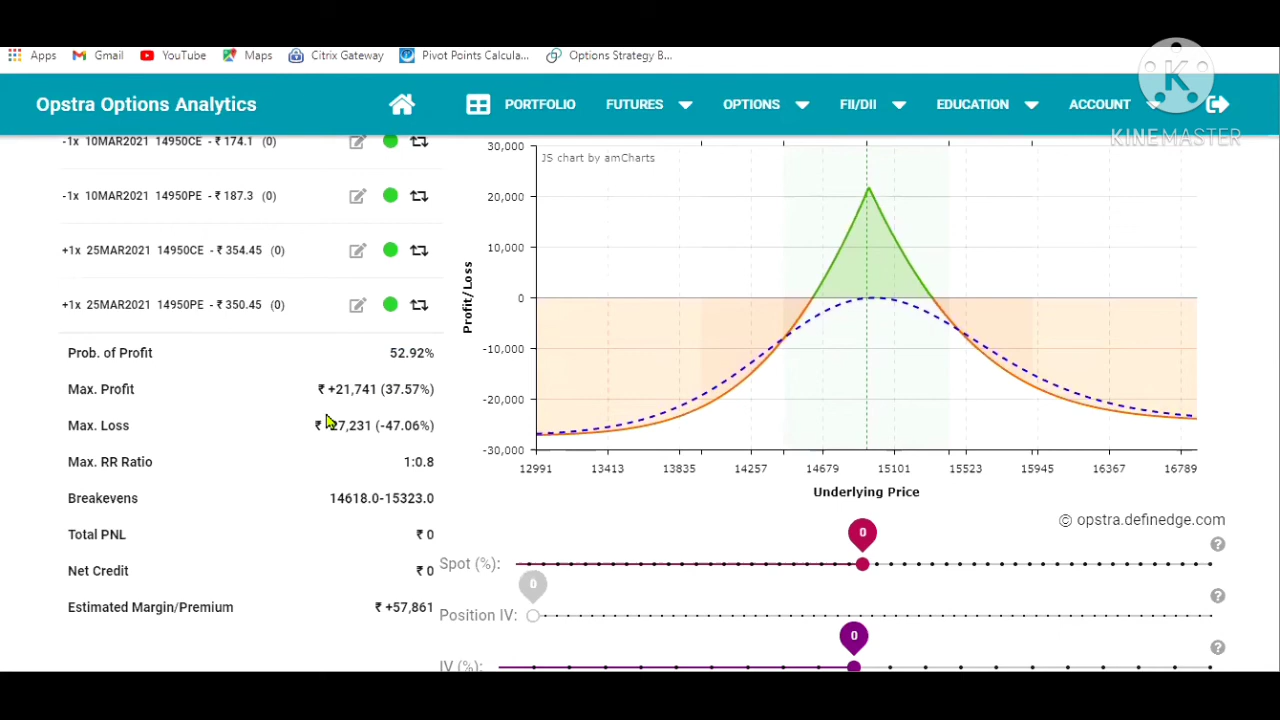 Apps Gmail YouTube Maps Citrix Gateway Pivot Points Calcula... Options Strategy B...
K
KINEMASTER
Opstra Options Analytics PORTFOLIO FUTURES OPTIONS FII/DII EDUCATION ACCOUNT
-1x 10MAR2021 14950CE - ₹ 174.1 (0)
-1x 10MAR2021 14950PE - ₹ 187.3 (0)
+1x 25MAR2021 14950CE - ₹ 354.45 (0)
+1x 25MAR2021 14950PE - ₹ 350.45 (0)
Prob. of Profit 52.92%
Max. Profit ₹ +21,741 (37.57%)
Max. Loss ₹ 27,231 (-47.06%)
Max. RR Ratio 1:0.8
Breakevens 14618.0-15323.0
Total PNL ₹ 0
Net Credit ₹ 0
Estimated Margin/Premium ₹ +57,861
JS chart by amCharts
Profit/Loss
30,000
20,000
10,000
0
-10,000
-20,000
-30,000
12991 13413 13835 14257 14679 15101 15523 15945 16367 16789
Underlying Price
© opstra.definedge.com
0
Spot (%): ?
0
Position IV: ?
0
IV (%): ?